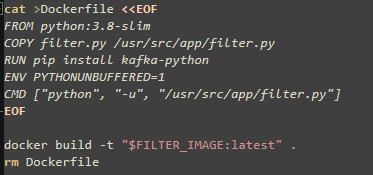 cat >Dockerfile <<EOF
FROM python:3.8-slim
COPY filter.py /usr/src/app/filter.py
RUN pip install kafka-python
ENV PYTHONUNBUFFERED=1
CMD ["python", "-u", "/usr/src/app/filter.py"]
EOF
docker build -t "$FILTER_IMAGE:latest" .
rm Dockerfile